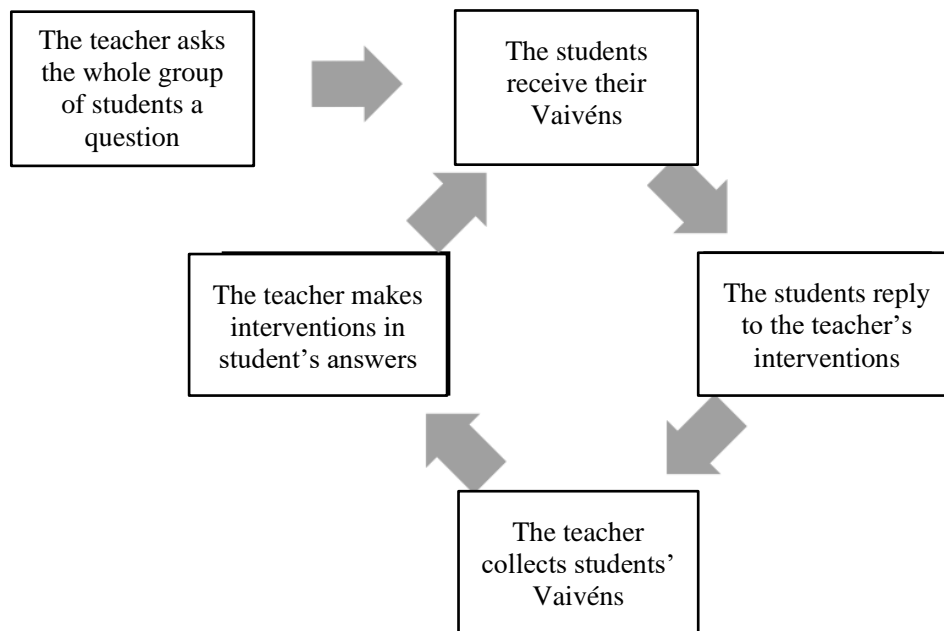 The teacher asks
the whole group
of students a
question
The students
receive their
Vaivéns
The teacher makes
interventions in
student’s answers
The students reply
to the teacher’s
interventions
The teacher
collects students’
Vaivéns